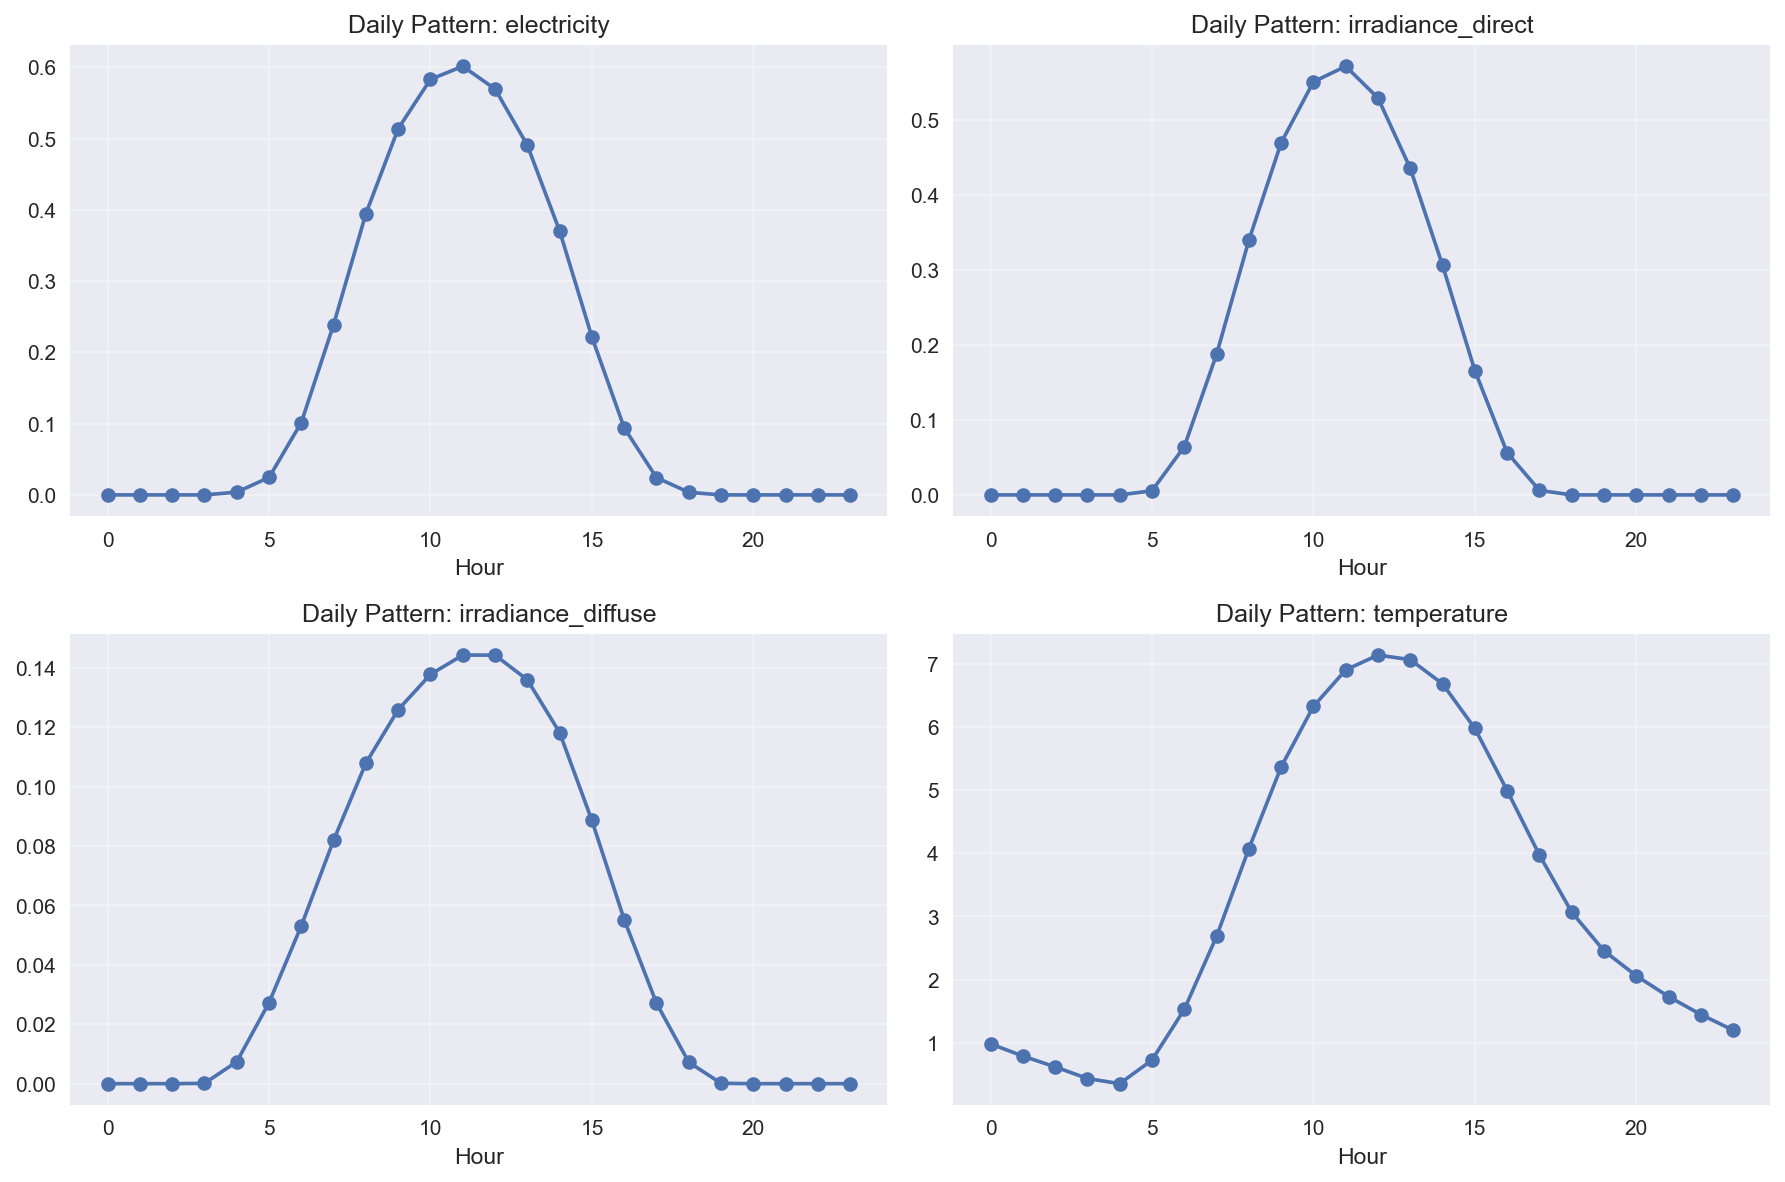 Daily Pattern: electricity
0.6
0.5
0.4
0.3
0.2
0.1
0.0
0 5 10 15 20
Hour
Daily Pattern: irradiance_direct
0.5
0.4
0.3
0.2
0.1
0.0
0 5 10 15 20
Hour
Daily Pattern: irradiance_diffuse
0.14
0.12
0.10
0.08
0.06
0.04
0.02
0.00
0 5 10 15 20
Hour
Daily Pattern: temperature
7
6
5
4
3
2
1
0 5 10 15 20
Hour